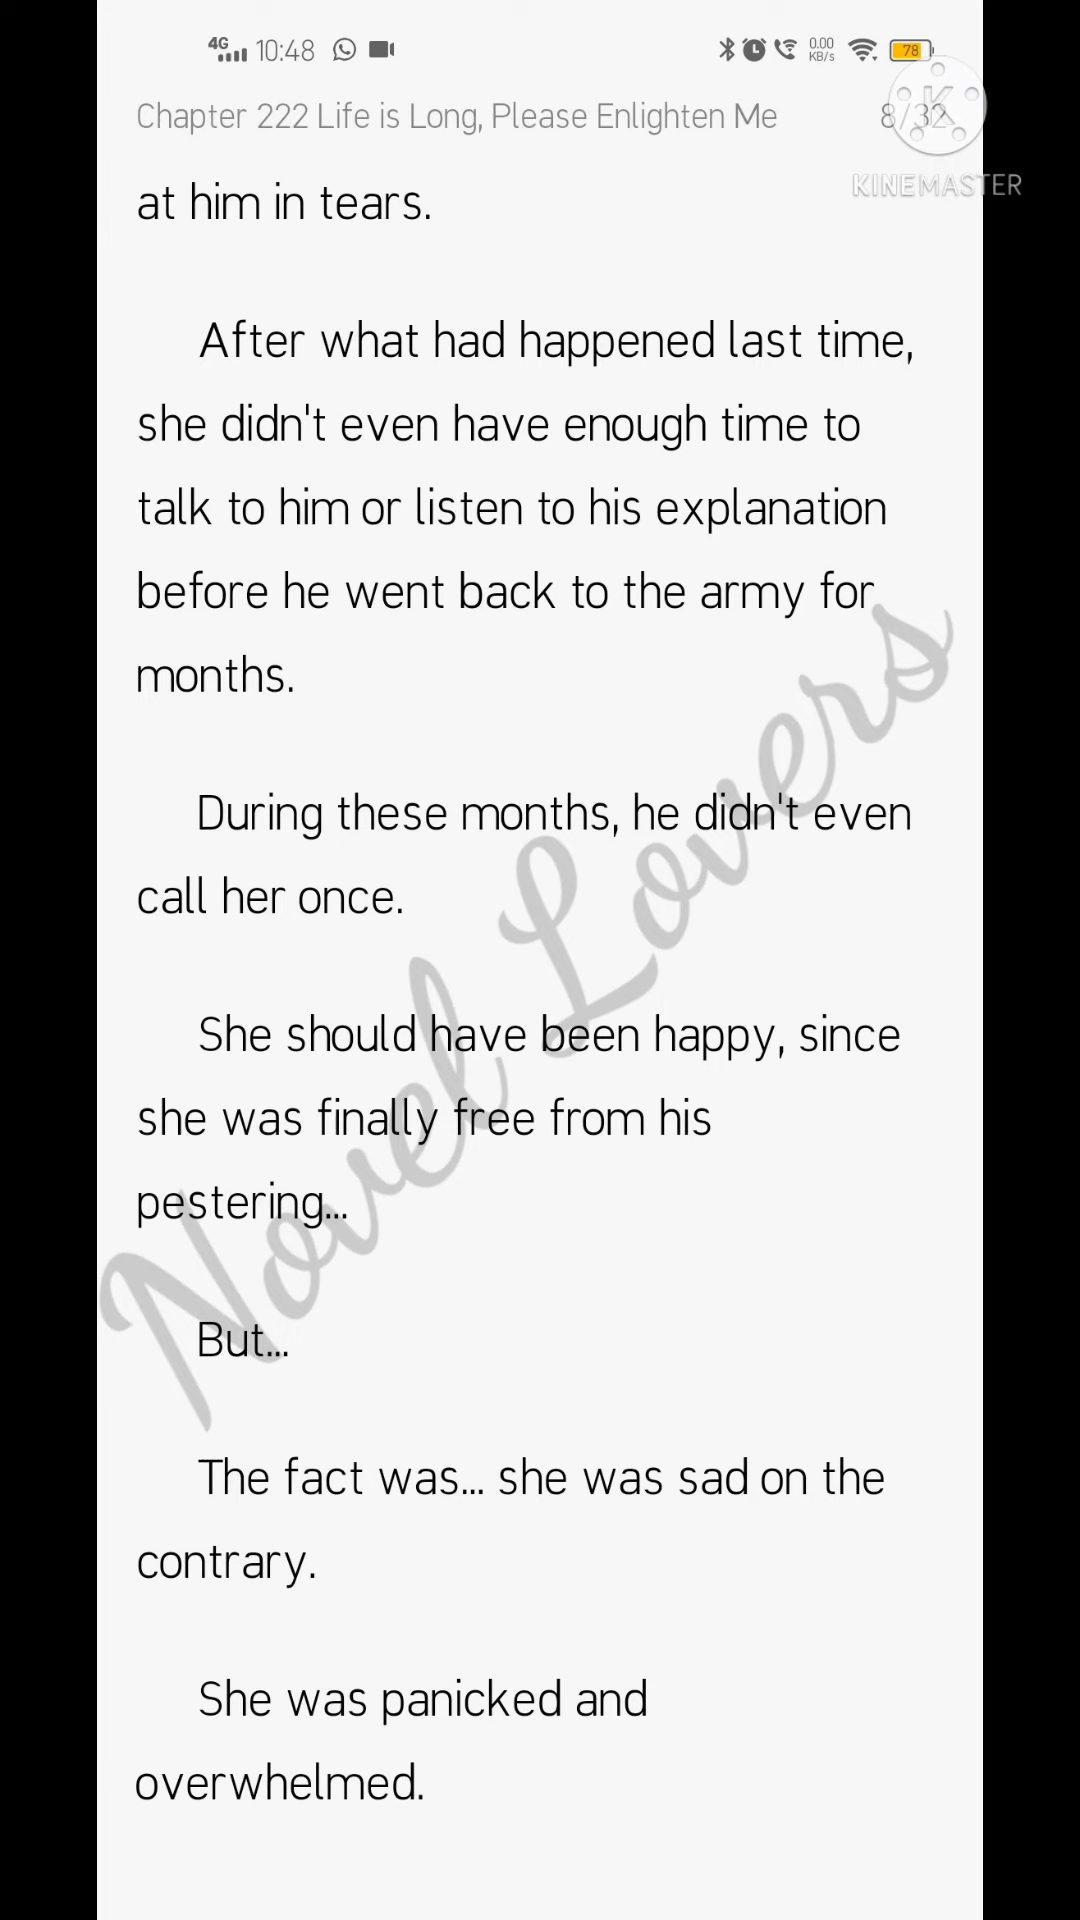 4G 10:48 0.00 KB/s 78
Chapter 222 Life is Long, Please Enlighten Me 8/32
KINEMASTER
at him in tears.
After what had happened last time,
she didn't even have enough time to
talk to him or listen to his explanation
before he went back to the army for
months.
During these months, he didn't even
call her once.
She should have been happy, since
she was finally free from his
pestering...
But...
The fact was... she was sad on the
contrary.
She was panicked and
overwhelmed.
Novel Lovers